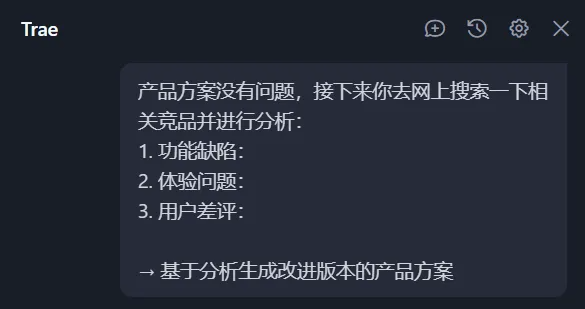 Trae
产品方案没有问题，接下来你去网上搜索一下相
关竞品并进行分析：
1. 功能缺陷：
2. 体验问题：
3. 用户差评：
→ 基于分析生成改进版本的产品方案